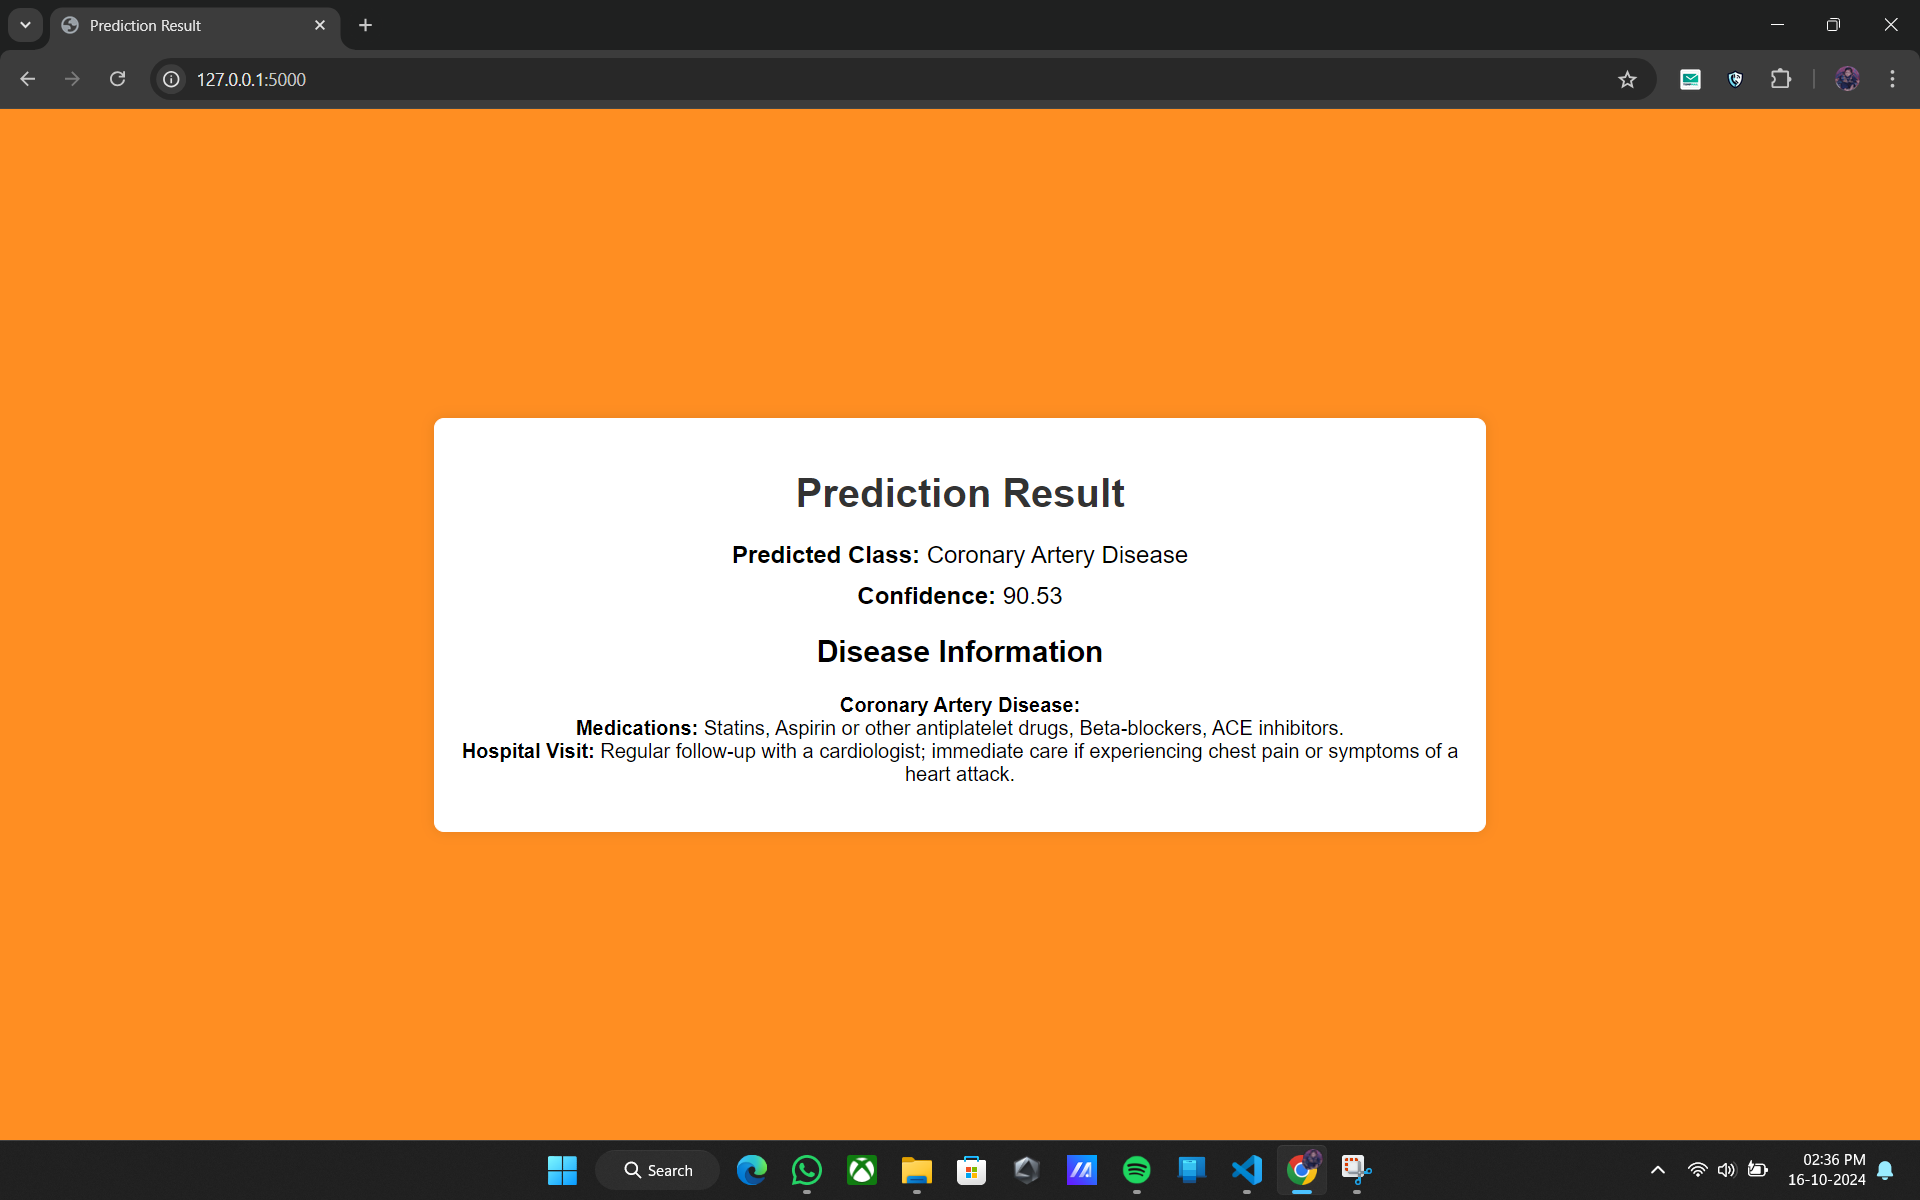 Prediction Result
127.0.0.1:5000
Prediction Result
Predicted Class: Coronary Artery Disease
Confidence: 90.53
Disease Information
Coronary Artery Disease:
Medications: Statins, Aspirin or other antiplatelet drugs, Beta-blockers, ACE inhibitors.
Hospital Visit: Regular follow-up with a cardiologist; immediate care if experiencing chest pain or symptoms of a
heart attack.
Search
02:36 PM
16-10-2024